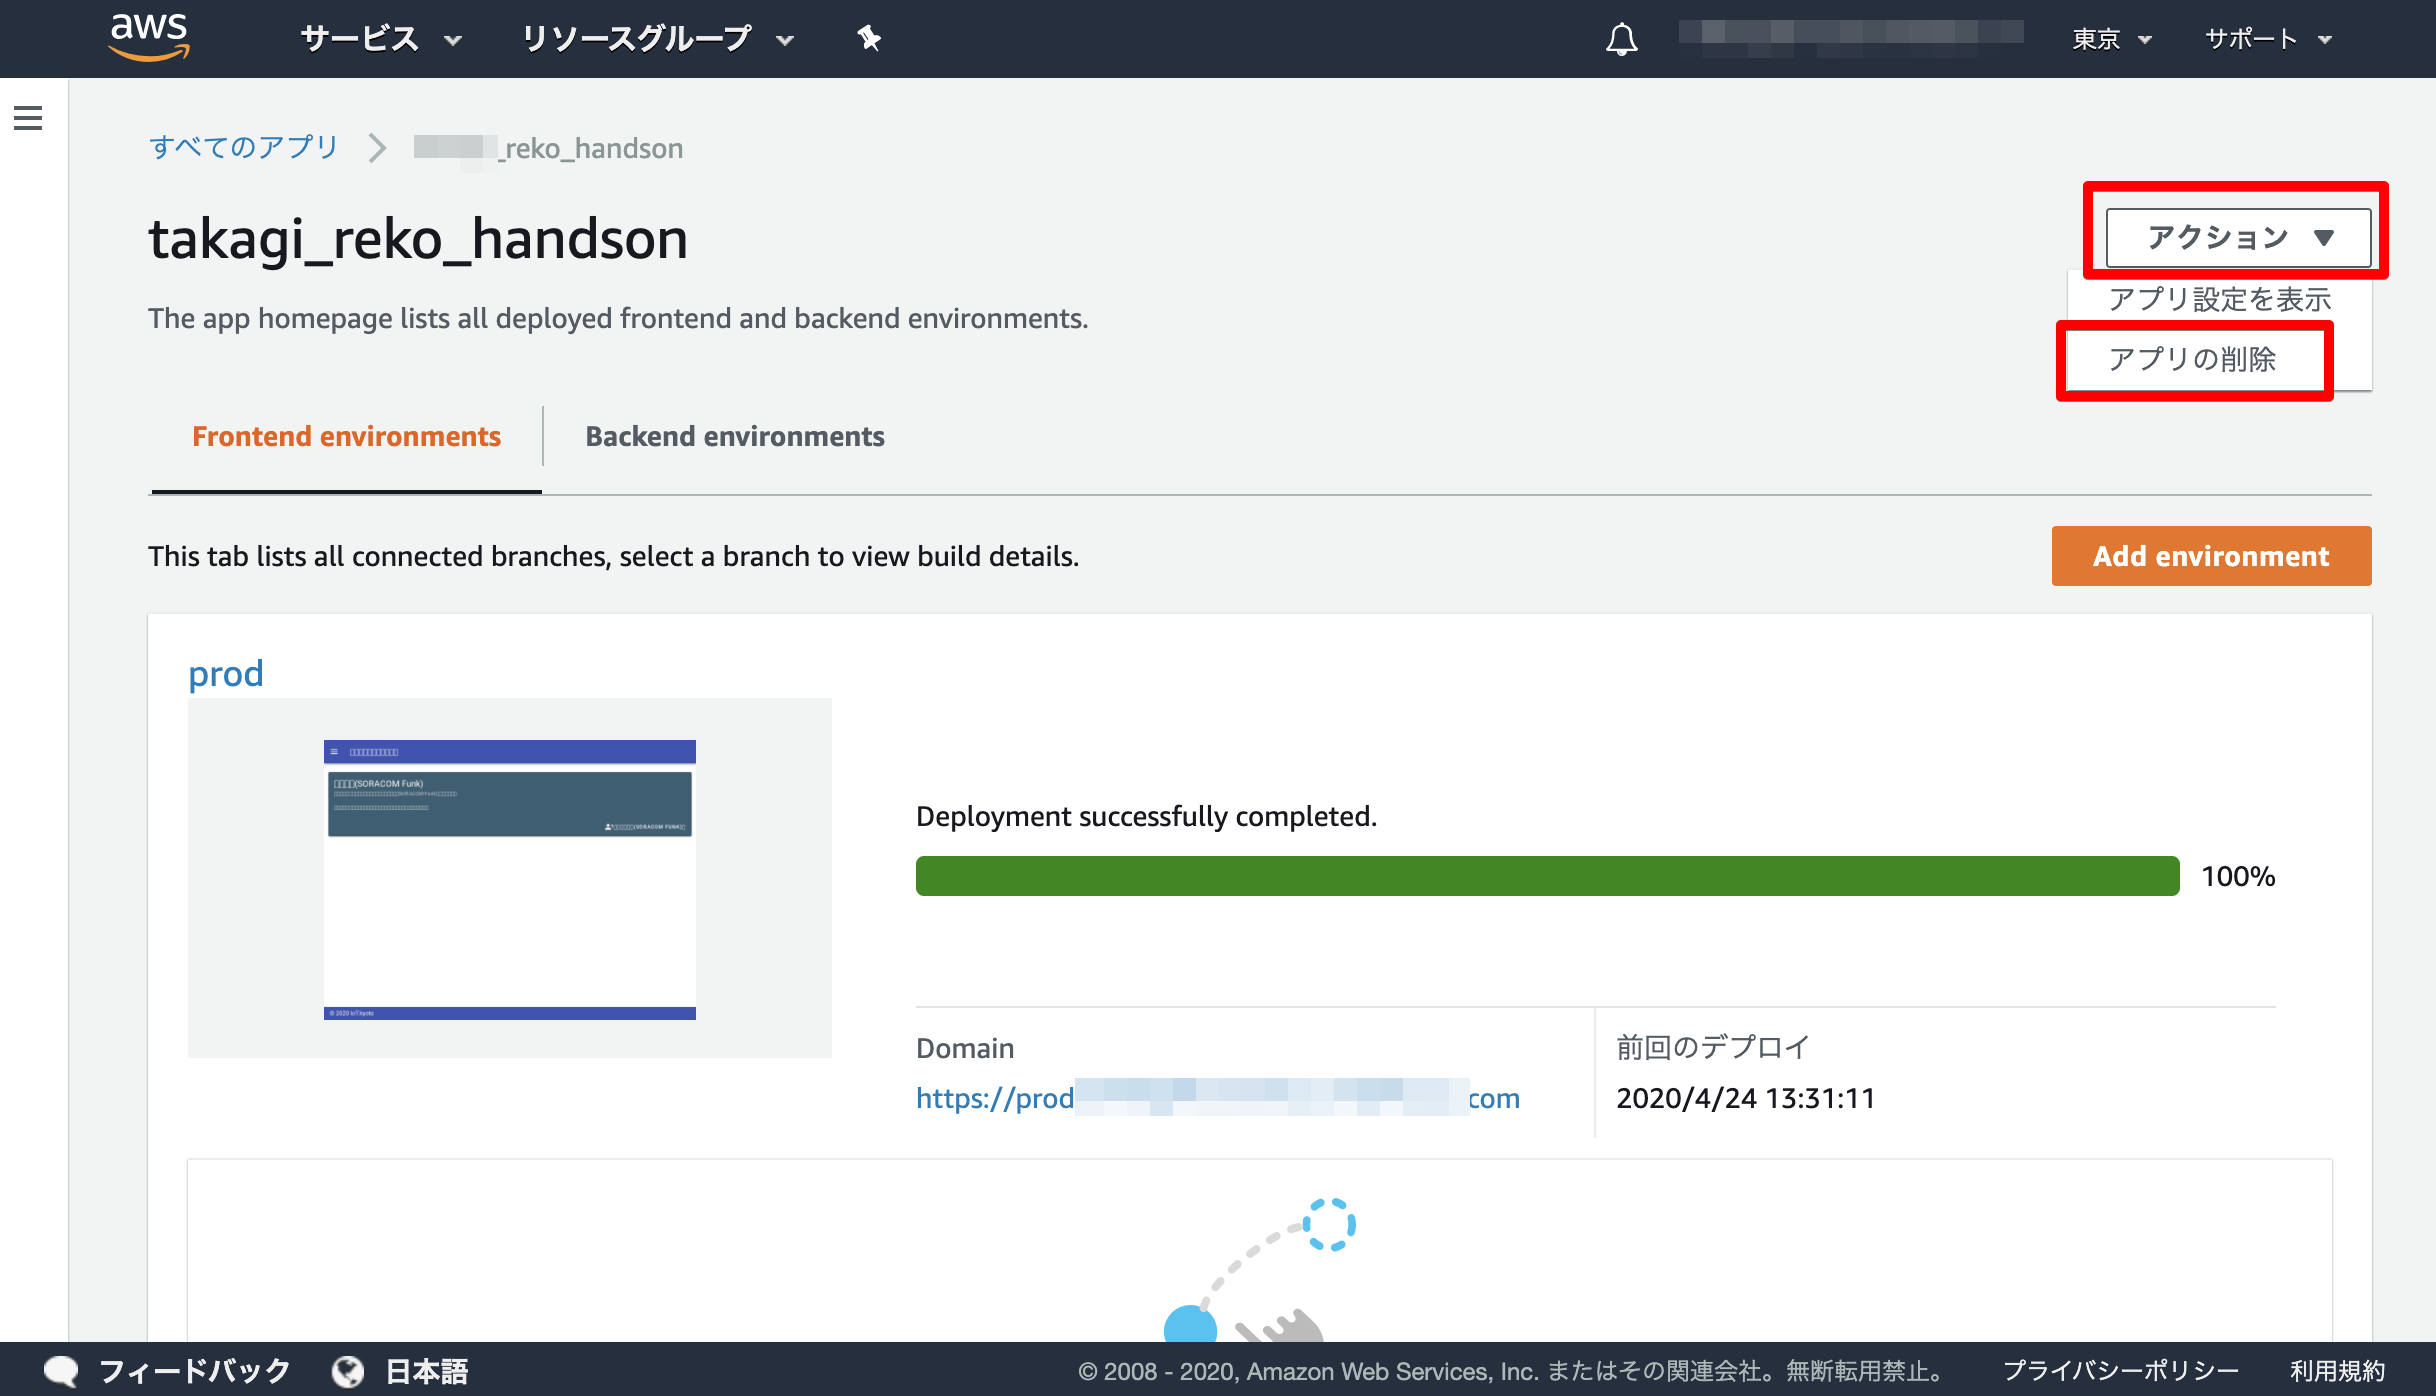 aws サービス リソースグループ 東京 サポート
すべてのアプリ _reko_handson
takagi_reko_handson
アクション ▼
The app homepage lists all deployed frontend and backend environments.
アプリ設定を表示
アプリの削除
Frontend environments Backend environments
This tab lists all connected branches, select a branch to view build details.
Add environment
prod
(SORACOM Funk)
(SORACOM FUNK)
© 2020 IoT.kyoto
Deployment successfully completed.
100%
Domain
https://prod com
前回のデプロイ
2020/4/24 13:31:11
フィードバック 日本語 © 2008 - 2020, Amazon Web Services, Inc. またはその関連会社。無断転用禁止。 プライバシーポリシー 利用規約